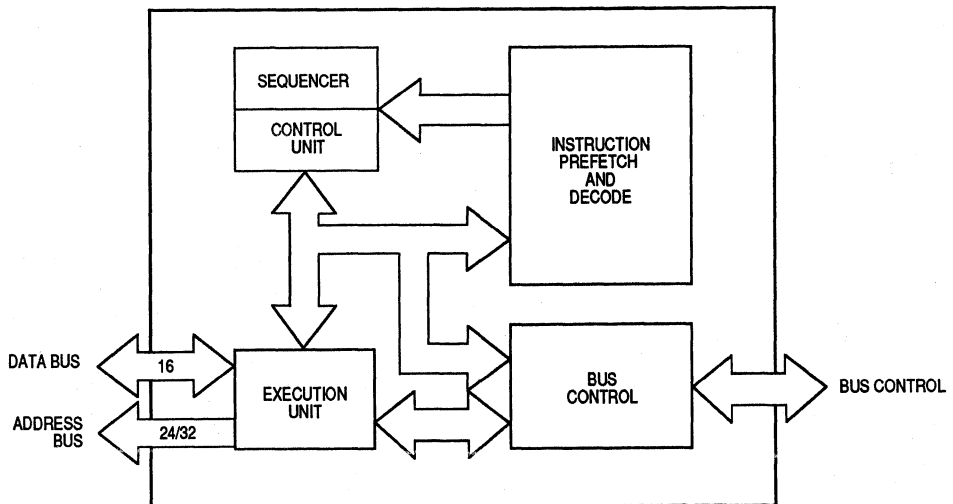 SEQUENCER
CONTROL
UNIT
INSTRUCTION
PREFETCH
AND
DECODE
DATA BUS
16
ADDRESS
BUS
24/32
EXECUTION
UNIT
BUS
CONTROL
BUS CONTROL